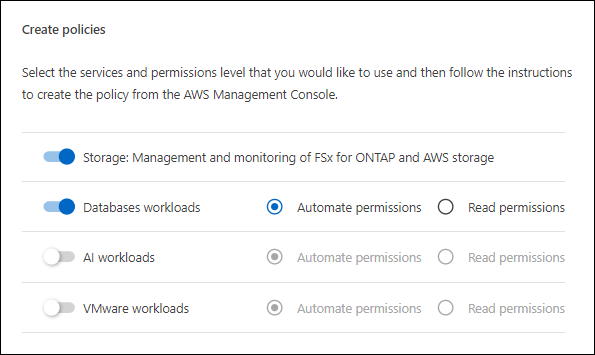 Create policies
Select the services and permissions level that you would like to use and then follow the instructions
to create the policy from the AWS Management Console.
Storage: Management and monitoring of FSx for ONTAP and AWS storage
Databases workloads Automate permissions Read permissions
AI workloads Automate permissions Read permissions
VMware workloads Automate permissions Read permissions